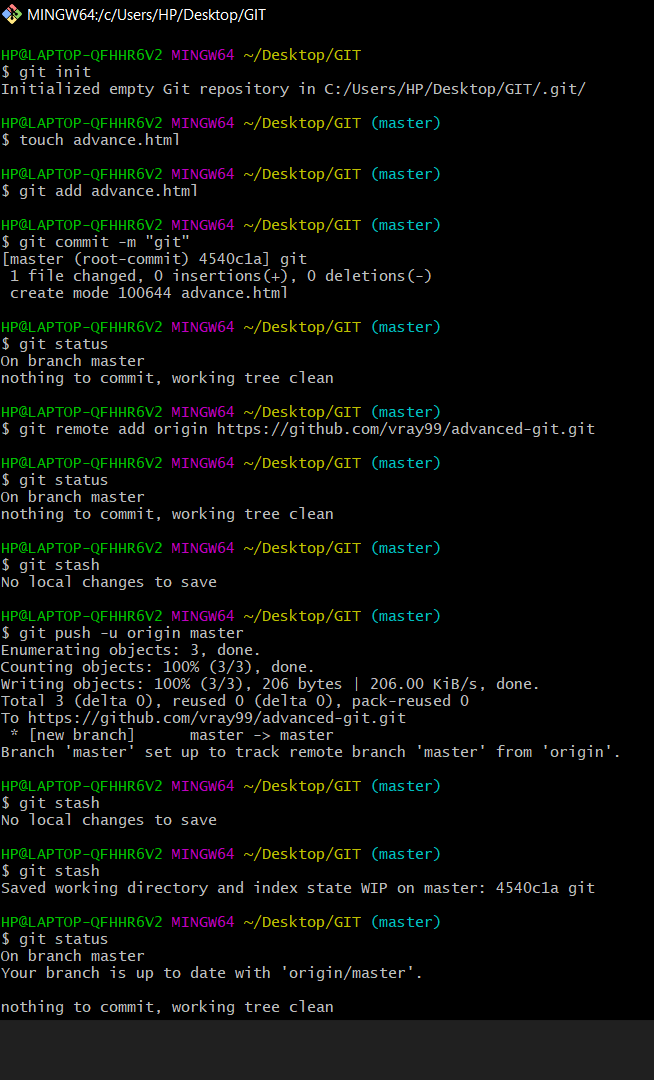 MINGW64:/c/Users/HP/Desktop/GIT
HP@LAPTOP-QFHHR6V2 MINGW64 ~/Desktop/GIT
$ git init
Initialized empty Git repository in C:/Users/HP/Desktop/GIT/.git/
HP@LAPTOP-QFHHR6V2 MINGW64 ~/Desktop/GIT (master)
$ touch advance.html
HP@LAPTOP-QFHHR6V2 MINGW64 ~/Desktop/GIT (master)
$ git add advance.html
HP@LAPTOP-QFHHR6V2 MINGW64 ~/Desktop/GIT (master)
$ git commit -m "git"
[master (root-commit) 4540c1a] git
 1 file changed, 0 insertions(+), 0 deletions(-)
 create mode 100644 advance.html
HP@LAPTOP-QFHHR6V2 MINGW64 ~/Desktop/GIT (master)
$ git status
On branch master
nothing to commit, working tree clean
HP@LAPTOP-QFHHR6V2 MINGW64 ~/Desktop/GIT (master)
$ git remote add origin https://github.com/vray99/advanced-git.git
HP@LAPTOP-QFHHR6V2 MINGW64 ~/Desktop/GIT (master)
$ git status
On branch master
nothing to commit, working tree clean
HP@LAPTOP-QFHHR6V2 MINGW64 ~/Desktop/GIT (master)
$ git stash
No local changes to save
HP@LAPTOP-QFHHR6V2 MINGW64 ~/Desktop/GIT (master)
$ git push -u origin master
Enumerating objects: 3, done.
Counting objects: 100% (3/3), done.
Writing objects: 100% (3/3), 206 bytes | 206.00 KiB/s, done.
Total 3 (delta 0), reused 0 (delta 0), pack-reused 0
To https://github.com/vray99/advanced-git.git
 * [new branch]      master -> master
Branch 'master' set up to track remote branch 'master' from 'origin'.
HP@LAPTOP-QFHHR6V2 MINGW64 ~/Desktop/GIT (master)
$ git stash
No local changes to save
HP@LAPTOP-QFHHR6V2 MINGW64 ~/Desktop/GIT (master)
$ git stash
Saved working directory and index state WIP on master: 4540c1a git
HP@LAPTOP-QFHHR6V2 MINGW64 ~/Desktop/GIT (master)
$ git status
On branch master
Your branch is up to date with 'origin/master'.
nothing to commit, working tree clean